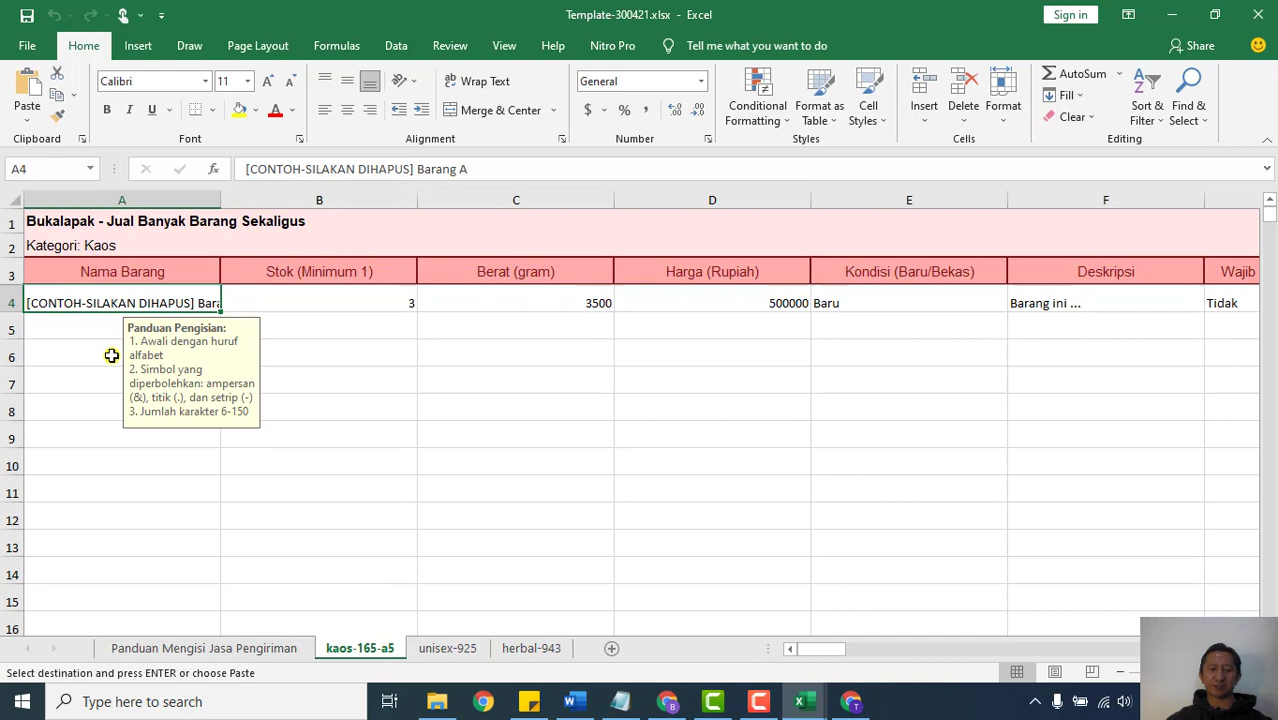 Template-300421.xlsx - Excel
Sign in
File Home Insert Draw Page Layout Formulas Data Review View Help Nitro Pro Tell me what you want to do Share
Paste
Calibri 11
B I U
A
Wrap Text
Merge & Center
General
$ % ,
Conditional Formatting
Format as Table
Cell Styles
Insert
Delete
Format
AutoSum
Fill
Clear
Sort & Filter
Find & Select
Clipboard Font Alignment Number Styles Cells Editing
A4 fx [CONTOH-SILAKAN DIHAPUS] Barang A
A B C D E F
1 Bukalapak - Jual Banyak Barang Sekaligus
2 Kategori: Kaos
3 Nama Barang Stok (Minimum 1) Berat (gram) Harga (Rupiah) Kondisi (Baru/Bekas) Deskripsi Wajib
4 [CONTOH-SILAKAN DIHAPUS] Bara 3 3500 500000 Baru Barang ini ... Tidak
5
6
7
8
9
10
11
12
13
14
15
16
Panduan Pengisian:
1. Awali dengan huruf
alfabet
2. Simbol yang
diperbolehkan: ampersan
(&), titik (.), dan setrip (-)
3. Jumlah karakter 6-150
Panduan Mengisi Jasa Pengiriman kaos-165-a5 unisex-925 herbal-943
Select destination and press ENTER or choose Paste
Type here to search